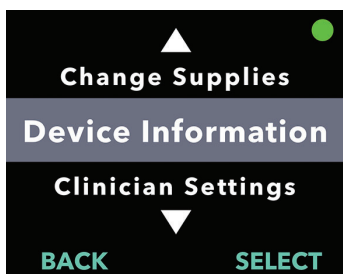 Change Supplies
Device Information
Clinician Settings
BACK SELECT